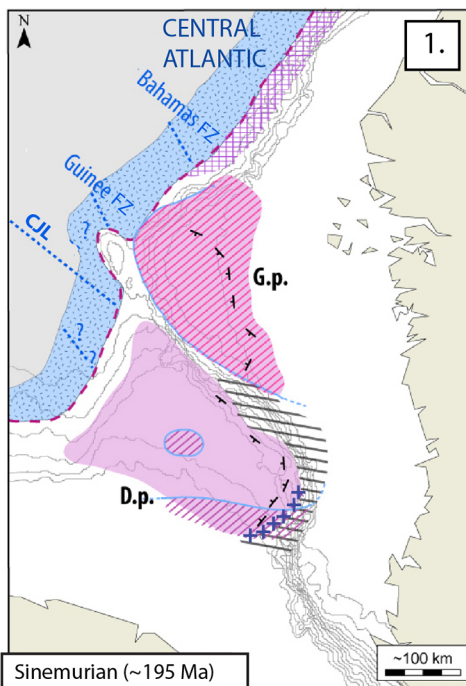 N
CENTRAL
ATLANTIC
1.
Bahamas FZ
Guinee FZ
?
CJL
G.p.
?
?
D.p.
~100 km
Sinemurian (~195 Ma)